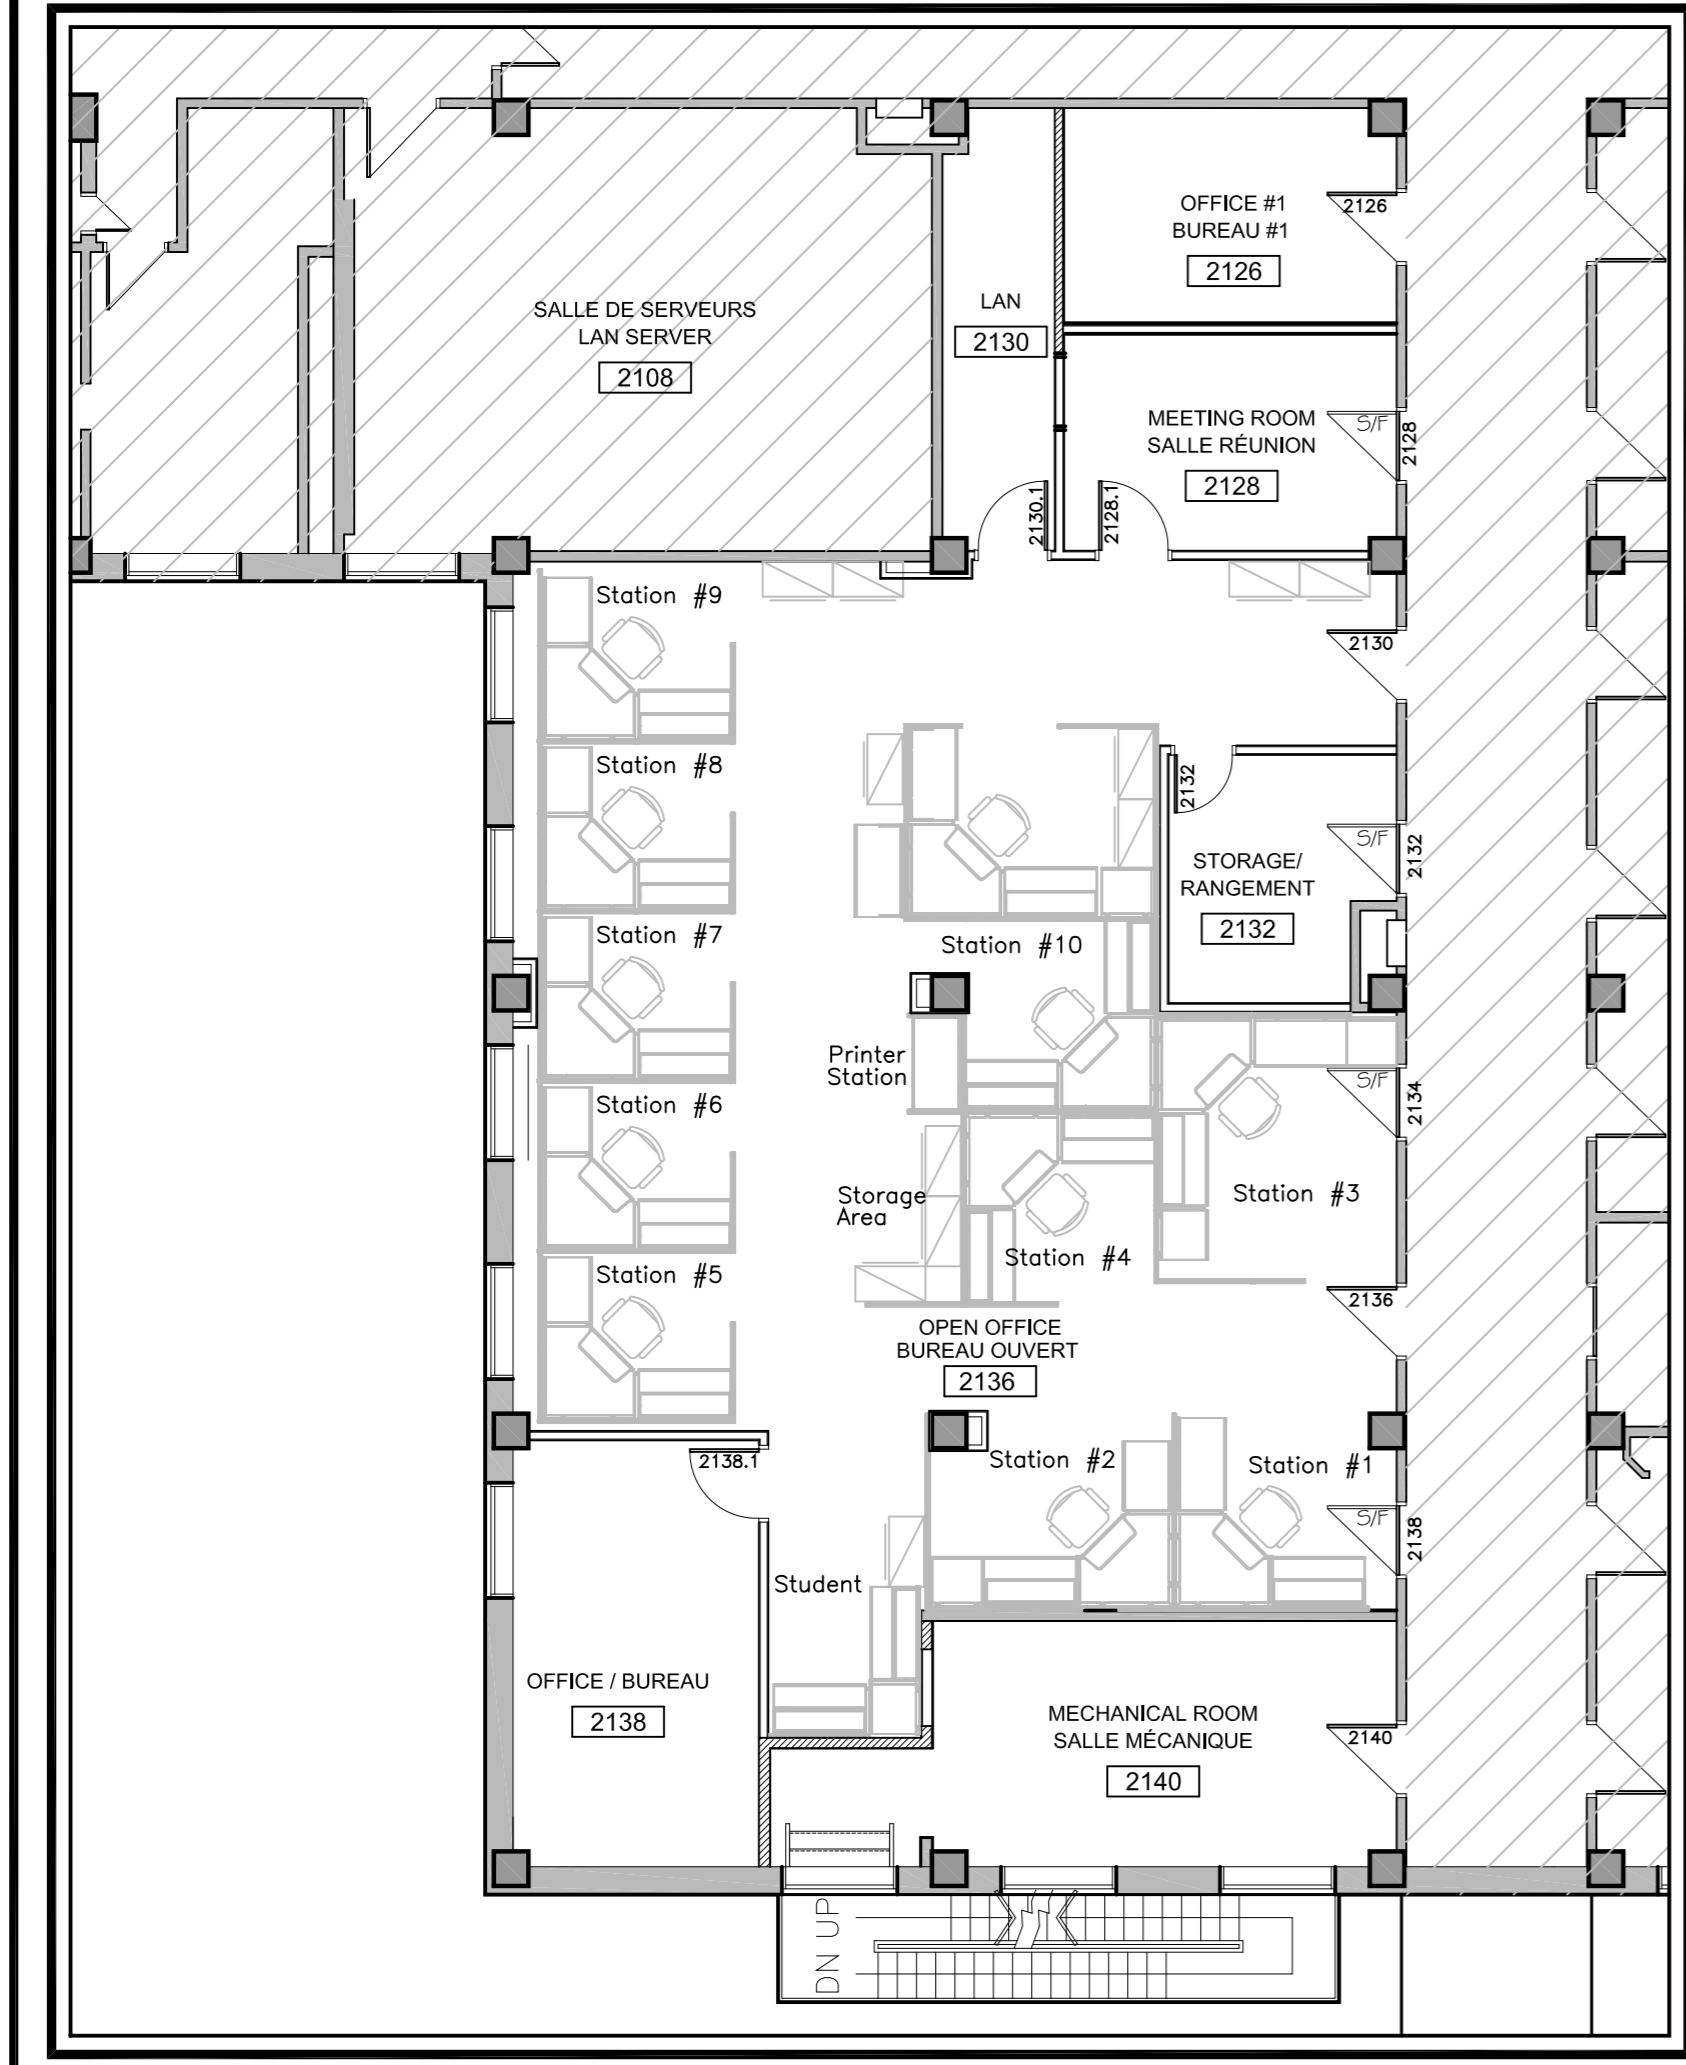 OFFICE #1
BUREAU #1
2126
2126
SALLE DE SERVEURS
LAN SERVER
2108
LAN
2130
MEETING ROOM
SALLE RÉUNION
2128
S/F
2128
2130.1
2128.1
Station #9
2130
Station #8
2132
S/F
2132
STORAGE/
RANGEMENT
2132
Station #7
Station #10
Printer
Station
S/F
2134
Station #6
Storage
Area
Station #3
Station #4
Station #5
2136
OPEN OFFICE
BUREAU OUVERT
2136
2138.1
Station #2
Station #1
S/F
2138
Student
OFFICE / BUREAU
2138
MECHANICAL ROOM
SALLE MÉCANIQUE
2140
2140
DN UP